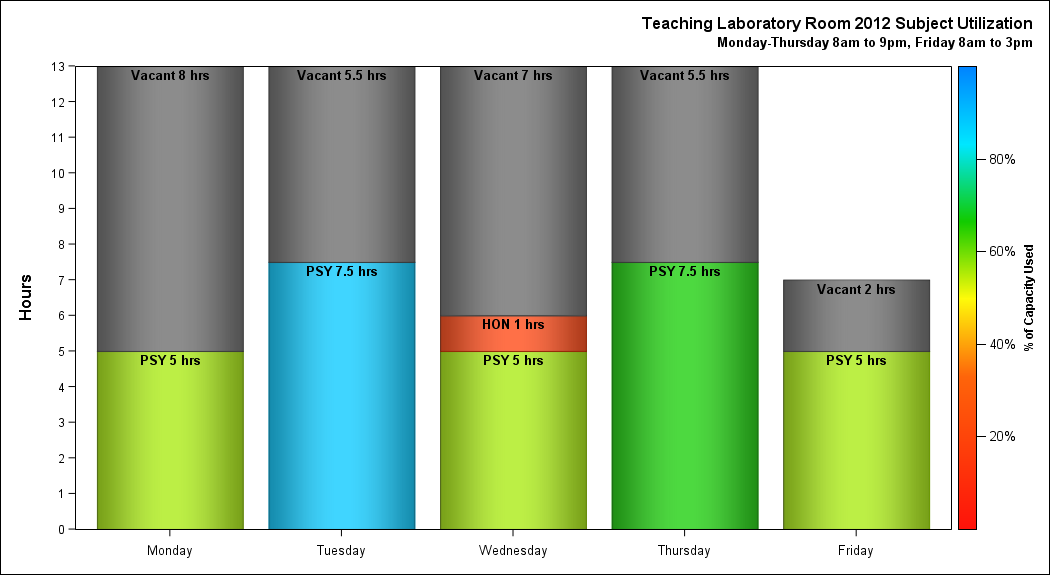 Teaching Laboratory Room 2012 Subject Utilization
Monday-Thursday 8am to 9pm, Friday 8am to 3pm
13
12
11
10
9
8
7
6
5
4
3
2
1
0
Hours
Vacant 8 hrs
PSY 5 hrs
Vacant 5.5 hrs
PSY 7.5 hrs
Vacant 7 hrs
HON 1 hrs
PSY 5 hrs
Vacant 5.5 hrs
PSY 7.5 hrs
Vacant 2 hrs
PSY 5 hrs
Monday
Tuesday
Wednesday
Thursday
Friday
80%
60%
40%
20%
% of Capacity Used